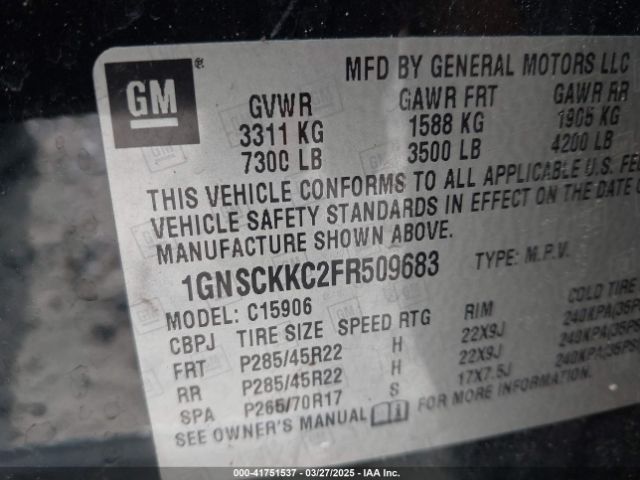 GM ® MFD BY GENERAL MOTORS LLC
GVWR GAWR FRT GAWR RR
3311 KG 1588 KG 1905 KG
7300 LB 3500 LB 4200 LB
THIS VEHICLE CONFORMS TO ALL APPLICABLE U.S. FE
VEHICLE SAFETY STANDARDS IN EFFECT ON THE DATE
MANUFACTURE SHOWN ABOVE.
1GNSCKKC2FR509683 TYPE: M.P.V.
MODEL: C15906
CBPJ TIRE SIZE SPEED RTG RIM COLD TIRE
FRT P285/45R22 H 22X9J 240KPA(35PS
RR P285/45R22 H 22X9J 240KPA(35PS
SPA P265/70R17 S 17X7.5J 240KPA(35PS
SEE OWNER'S MANUAL FOR MORE INFORMATION.
© 00-41751537 - 03/27/2025 - IAA Inc.